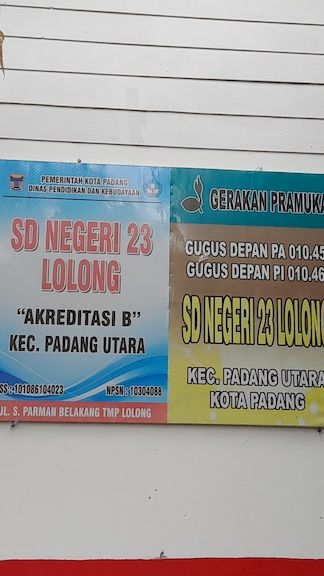 PEMERINTAH KOTA PADANG
DINAS PENDIDIKAN DAN KEBUDAYAAN
SD NEGERI 23
LOLONG
"AKREDITASI B"
KEC. PADANG UTARA
SS : 101086104023 NPSN : 10304088
JL. S. PARMAN BELAKANG TMP LOLONG
GERAKAN PRAMUKA
GUGUS DEPAN PA 010.45
GUGUS DEPAN PI 010.46
SD NEGERI 23 LOLONG
KEC. PADANG UTARA
KOTA PADANG